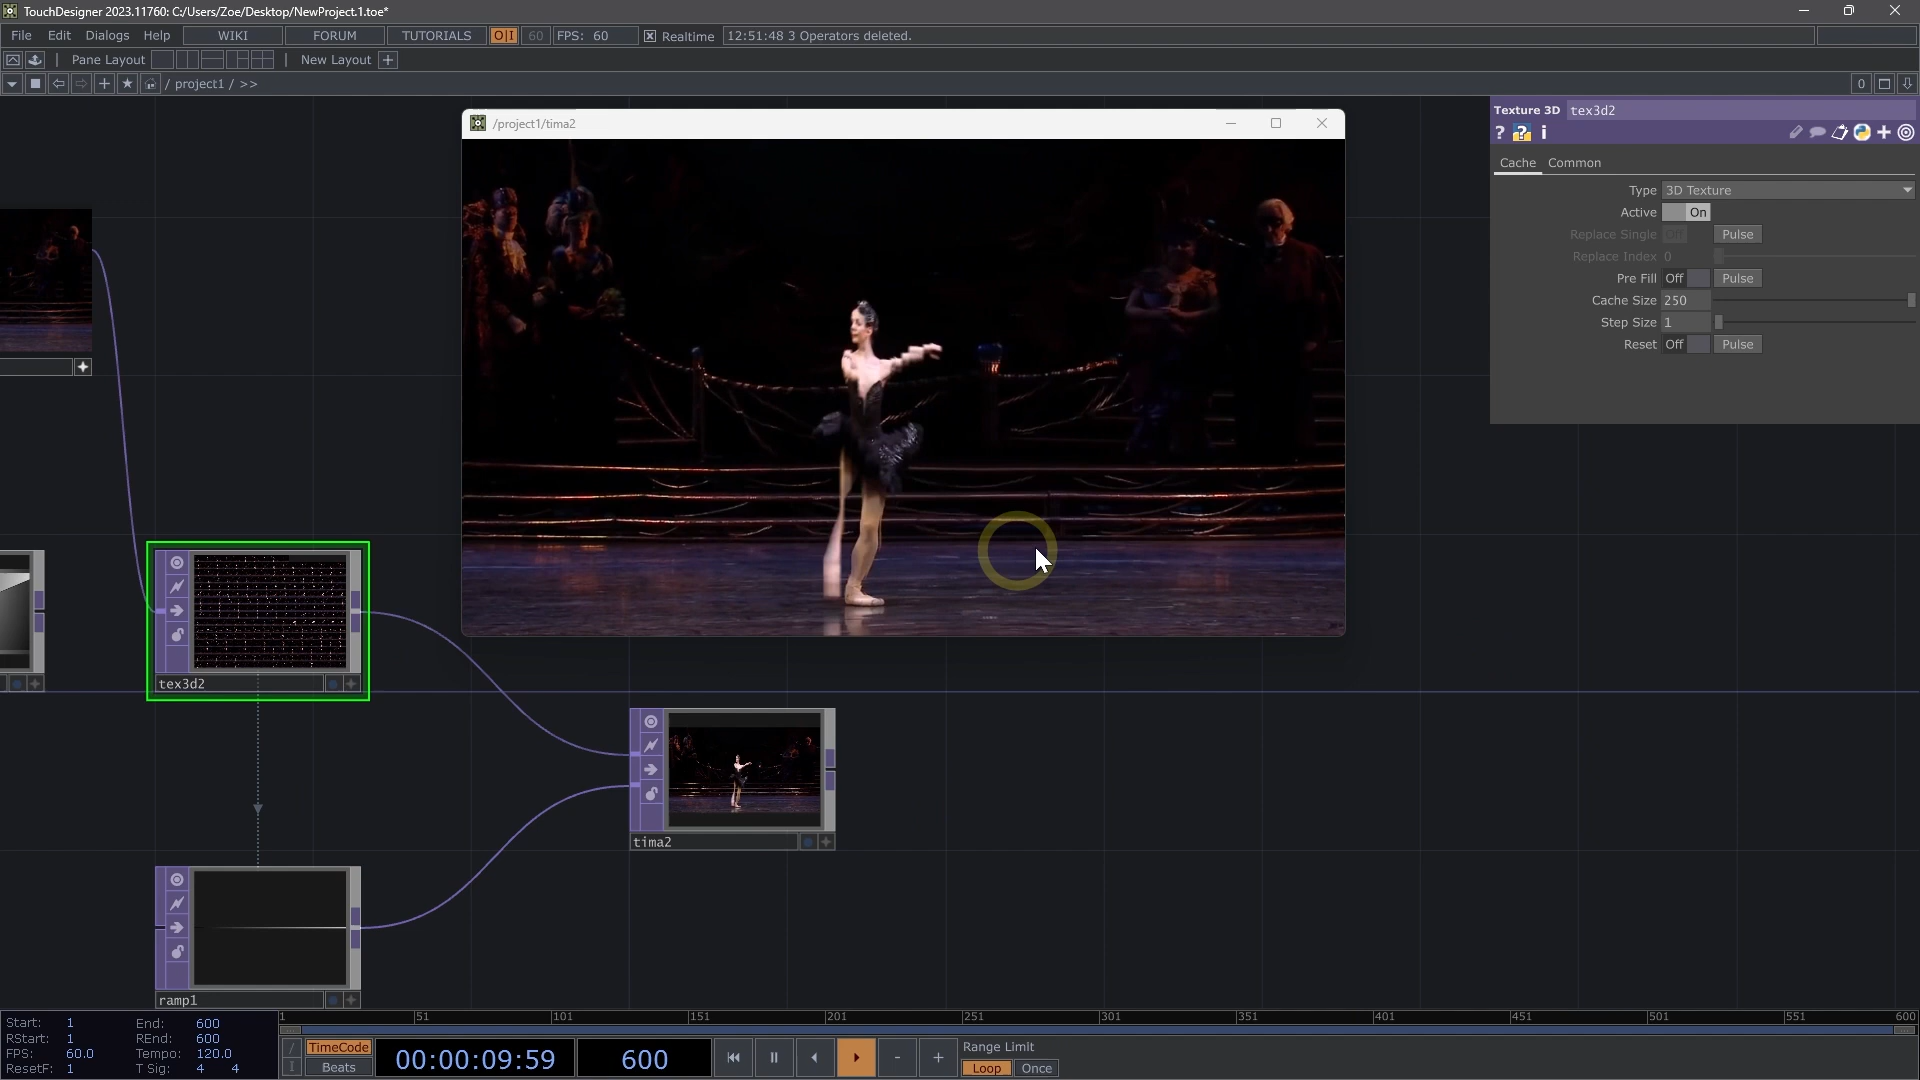 TouchDesigner 2023.11760: C:/Users/Zoe/Desktop/NewProject.1.toe*
File Edit Dialogs Help WIKI FORUM TUTORIALS O|I 60 FPS: 60 Realtime 12:51:48 3 Operators deleted.
Pane Layout New Layout +
/ project1 / >> 0
/project1/tima2
Texture 3D tex3d2
? ? i
Cache Common
Type 3D Texture
Active On
Replace Single Off Pulse
Replace Index 0
Pre Fill Off Pulse
Cache Size 250
Step Size 1
Reset Off Pulse
tex3d2
tima2
ramp1
Start: 1 End: 600
RStart: 1 REnd: 600
FPS: 60.0 Tempo: 120.0
ResetF: 1 T Sig: 4 4
1 51 101 151 201 251 301 351 401 451 501 551 600
TimeCode
Beats
00:00:09:59
600
- +
Range Limit
Loop Once